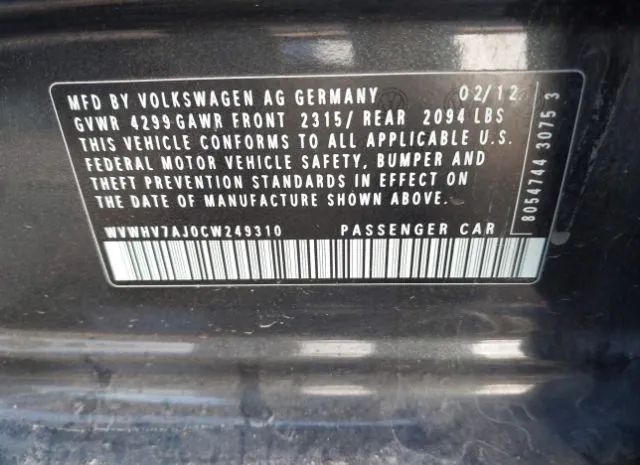 MFD BY VOLKSWAGEN AG GERMANY 02/12
GVWR 4299 GAWR FRONT 2315/ REAR 2094 LBS
THIS VEHICLE CONFORMS TO ALL APPLICABLE U.S.
FEDERAL MOTOR VEHICLE SAFETY, BUMPER AND
THEFT PREVENTION STANDARDS IN EFFECT ON
THE DATE OF MANUFACTURE SHOWN ABOVE.
WVWHV7AJ0CW249310 PASSENGER CAR
8054744 3075 3